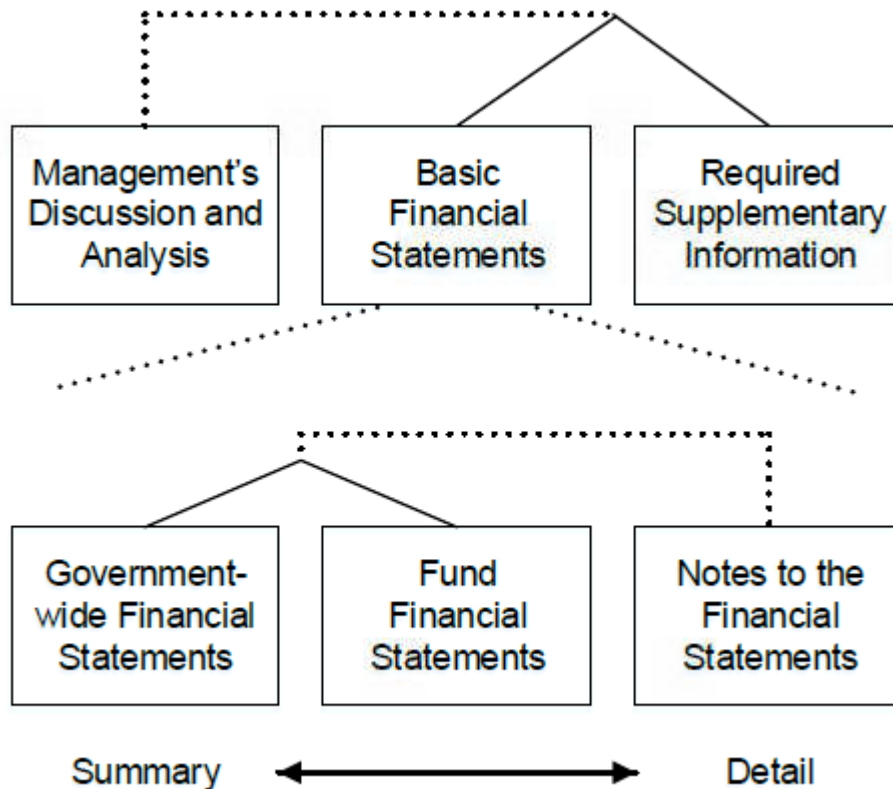 Management's
Discussion and
Analysis
Basic
Financial
Statements
Required
Supplementary
Information
Government-
wide Financial
Statements
Fund
Financial
Statements
Notes to the
Financial
Statements
Summary
Detail